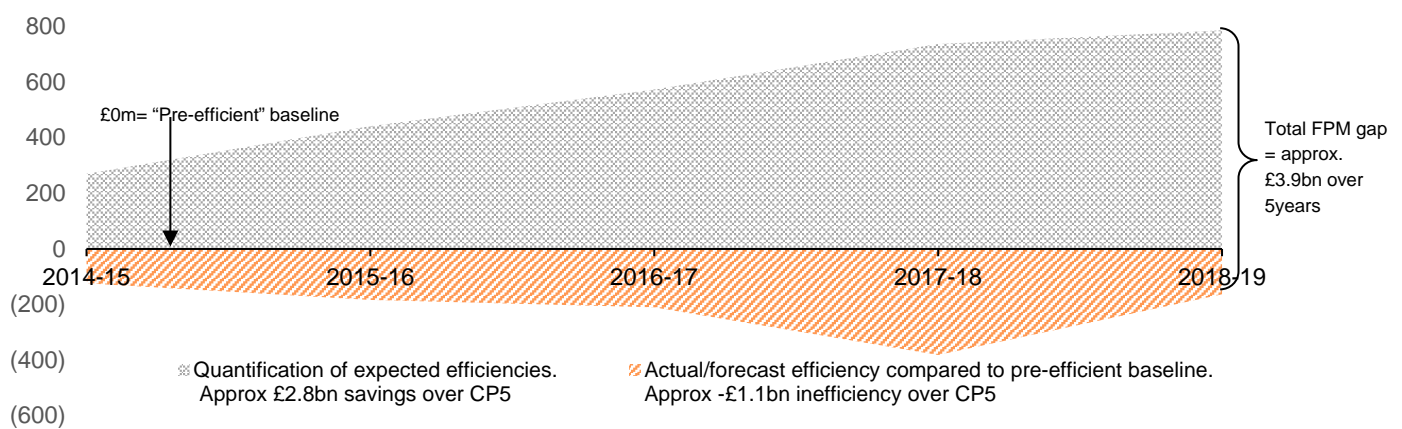 800
600
£0m= “Pre-efficient” baseline
400
Total FPM gap
= approx.
£3.9bn over
5years
200
0
2014-15 2015-16 2016-17 2017-18 2018-19
(200)
(400)
Quantification of expected efficiencies.
Approx £2.8bn savings over CP5
Actual/forecast efficiency compared to pre-efficient baseline.
Approx -£1.1bn inefficiency over CP5
(600)